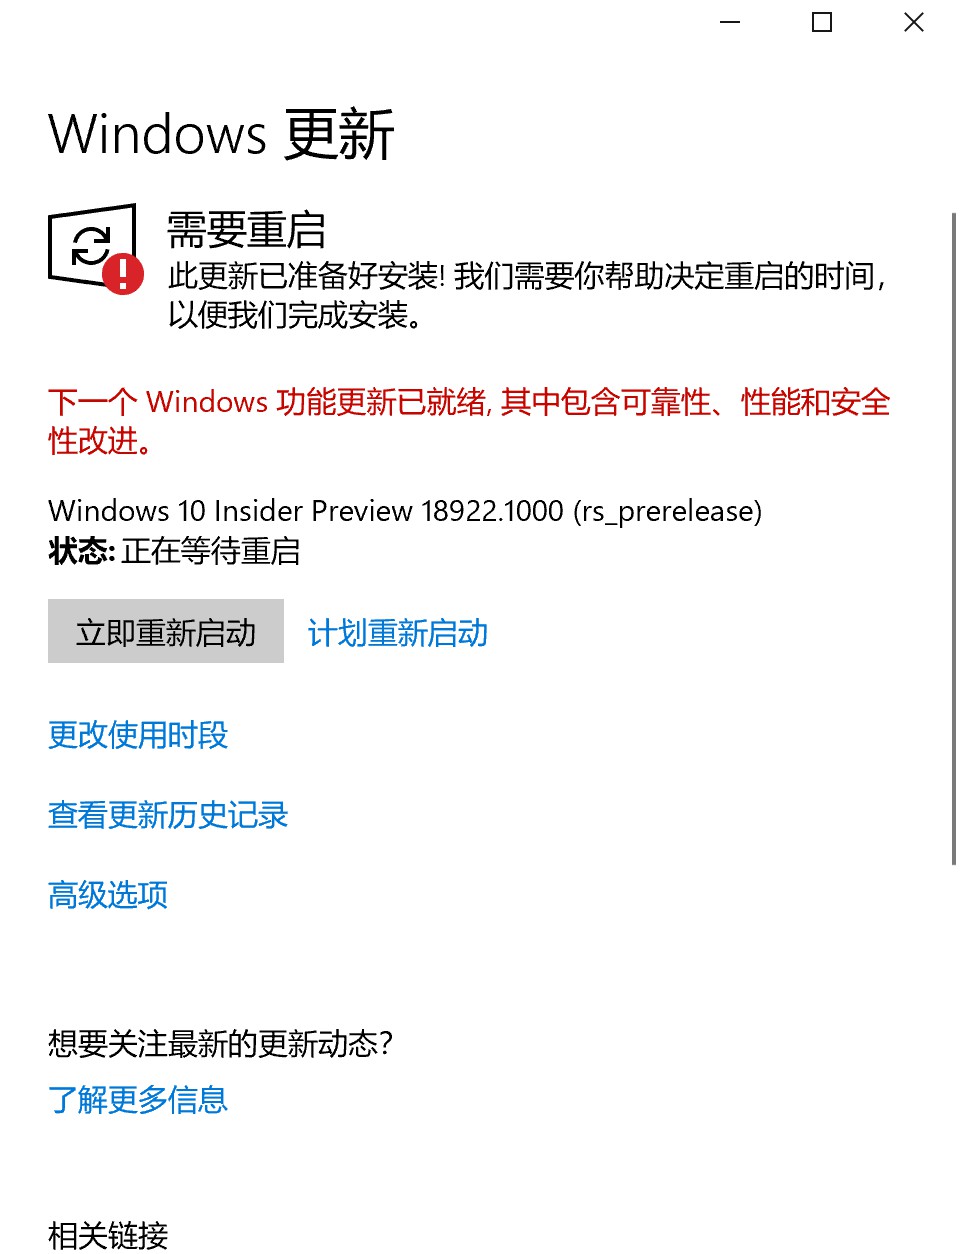 Windows 更新
需要重启
此更新已准备好安装! 我们需要你帮助决定重启的时间,
以便我们完成安装。
下一个 Windows 功能更新已就绪, 其中包含可靠性、性能和安全
性改进。
Windows 10 Insider Preview 18922.1000 (rs_prerelease)
状态: 正在等待重启
立即重新启动 计划重新启动
更改使用时段
查看更新历史记录
高级选项
想要关注最新的更新动态?
了解更多信息
相关链接